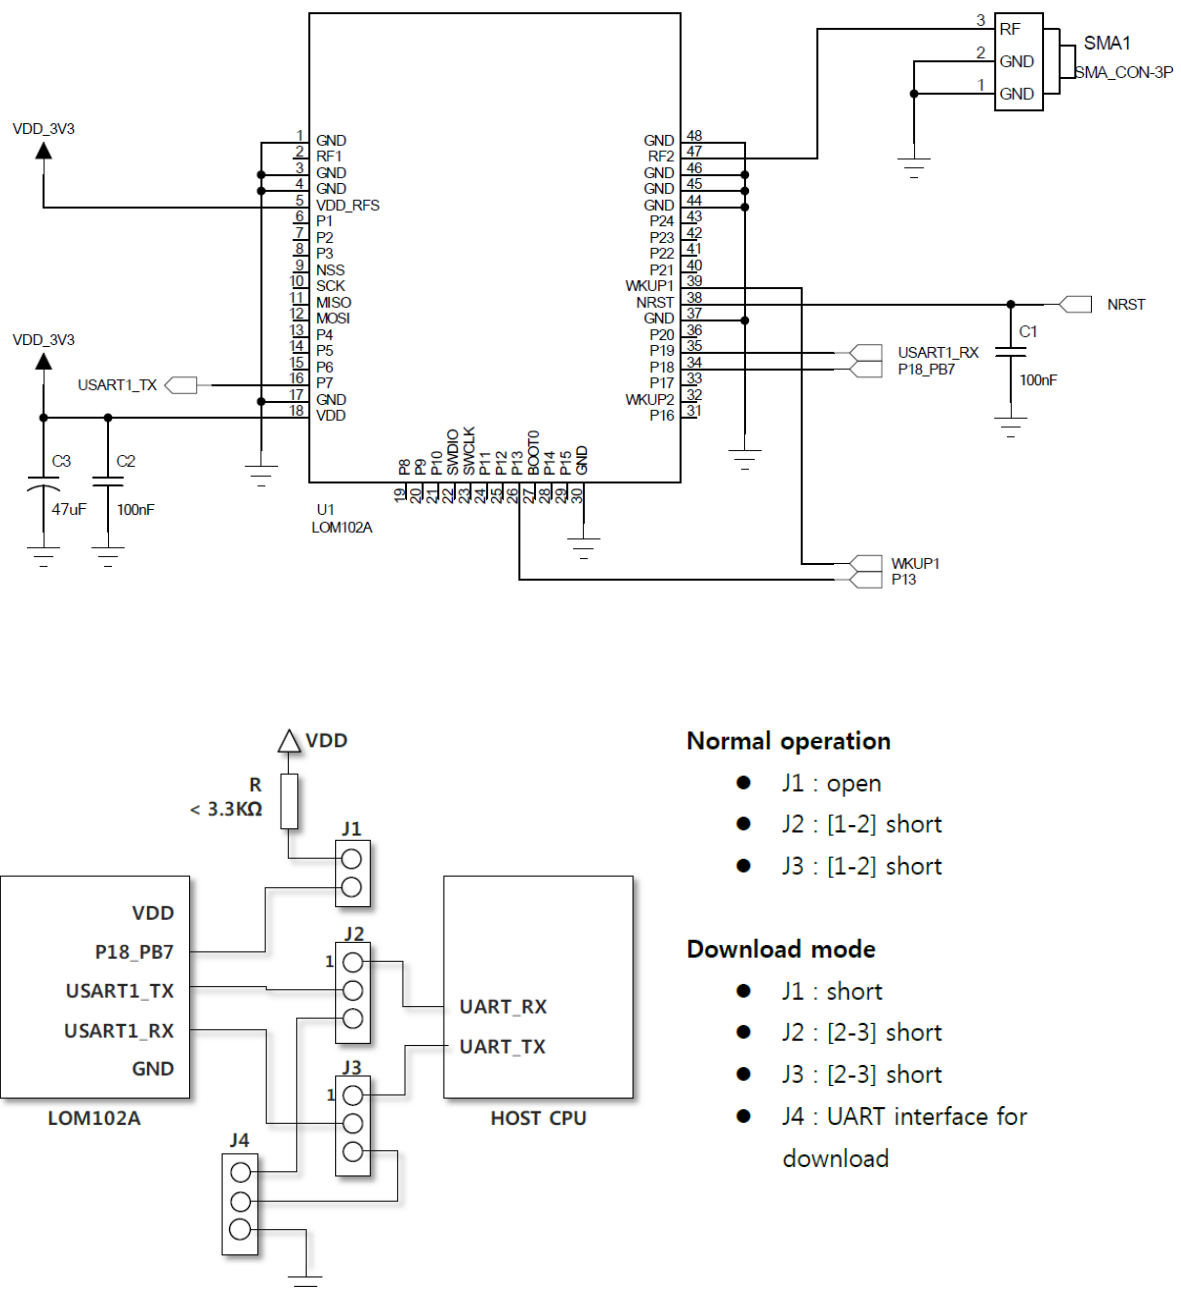 3 RF
SMA1
2 GND
SMA_CON-3P
1 GND
VDD_3V3
1 GND
2 RF1
3 GND
4 GND
5 VDD_RFS
6 P1
7 P2
8 P3
9 NSS
10 SCK
11 MISO
12 MOSI
13 P4
14 P5
15 P6
16 P7
17 GND
18 VDD
GND 48
RF2 47
GND 46
GND 45
GND 44
P24 43
P23 42
P22 41
P21 40
WKUP1 39
NRST 38
GND 37
P20 36
P19 35
P18 34
P17 33
WKUP2 32
P16 31
NRST
C1
100nF
USART1_RX
P18_PB7
VDD_3V3
USART1_TX
C3
47uF
C2
100nF
P8 19
P9 20
P10 21
SWDIO 22
SWCLK 23
P11 24
P12 25
P13 26
BOOT0 27
P14 28
P15 29
GND 30
U1
LOM102A
WKUP1
P13
VDD
R
< 3.3KΩ
J1
VDD
P18_PB7
USART1_TX
USART1_RX
GND
LOM102A
J2
1
J3
1
J4
UART_RX
UART_TX
HOST CPU
Normal operation
● J1 : open
● J2 : [1-2] short
● J3 : [1-2] short
Download mode
● J1 : short
● J2 : [2-3] short
● J3 : [2-3] short
● J4 : UART interface for
download